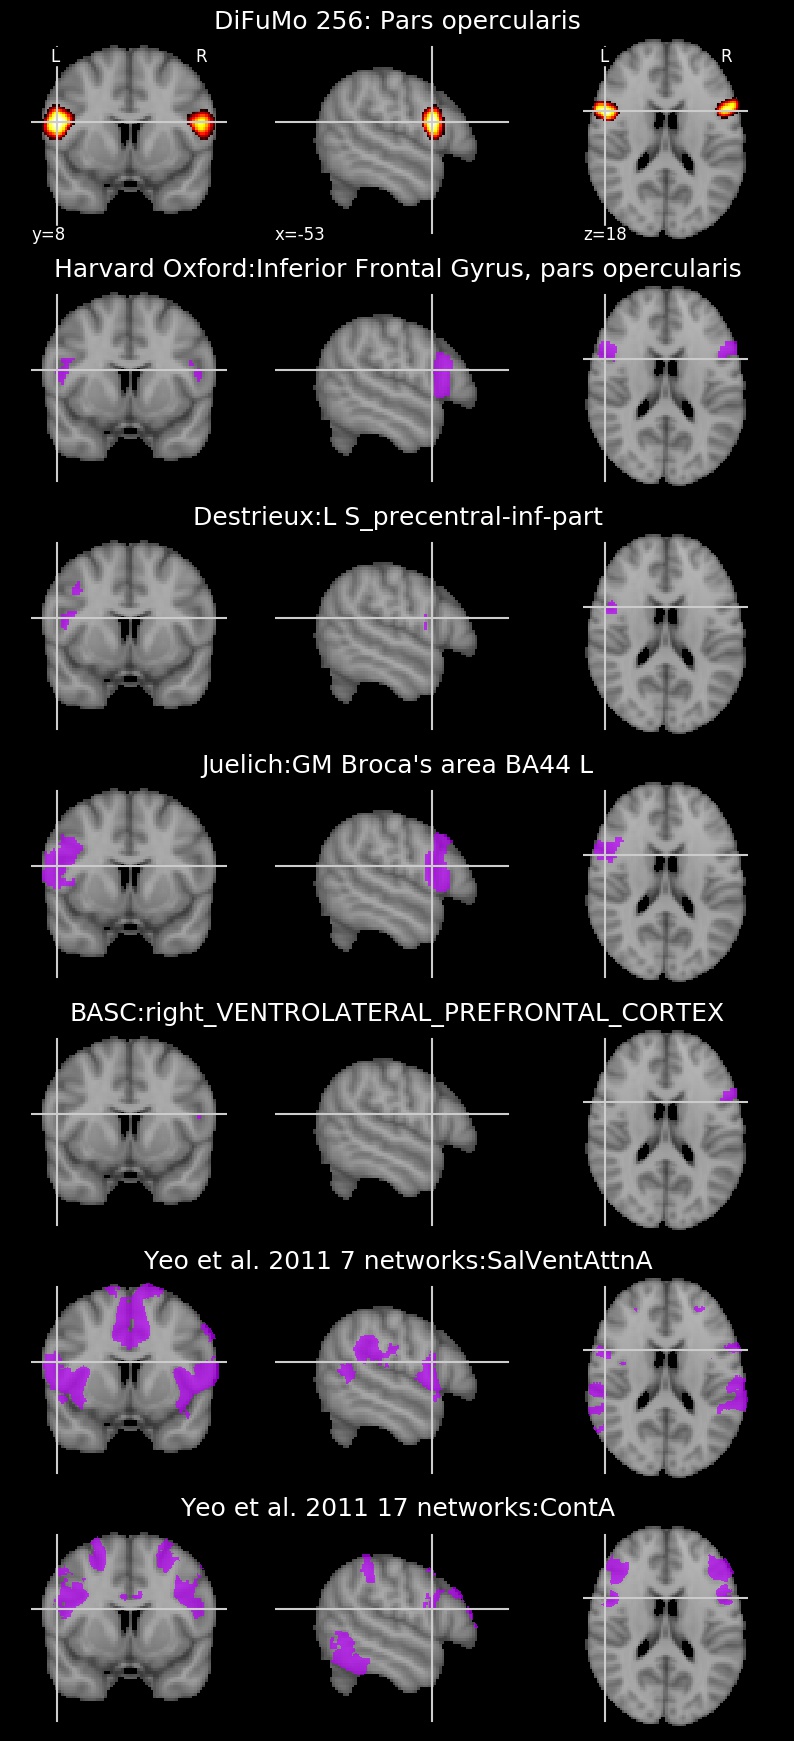 DiFuMo 256: Pars opercularis
L R L R
y=8 x=-53 z=18
Harvard Oxford:Inferior Frontal Gyrus, pars opercularis
Destrieux:L S_precentral-inf-part
Juelich:GM Broca's area BA44 L
BASC:right_VENTROLATERAL_PREFRONTAL_CORTEX
Yeo et al. 2011 7 networks:SalVentAttnA
Yeo et al. 2011 17 networks:ContA